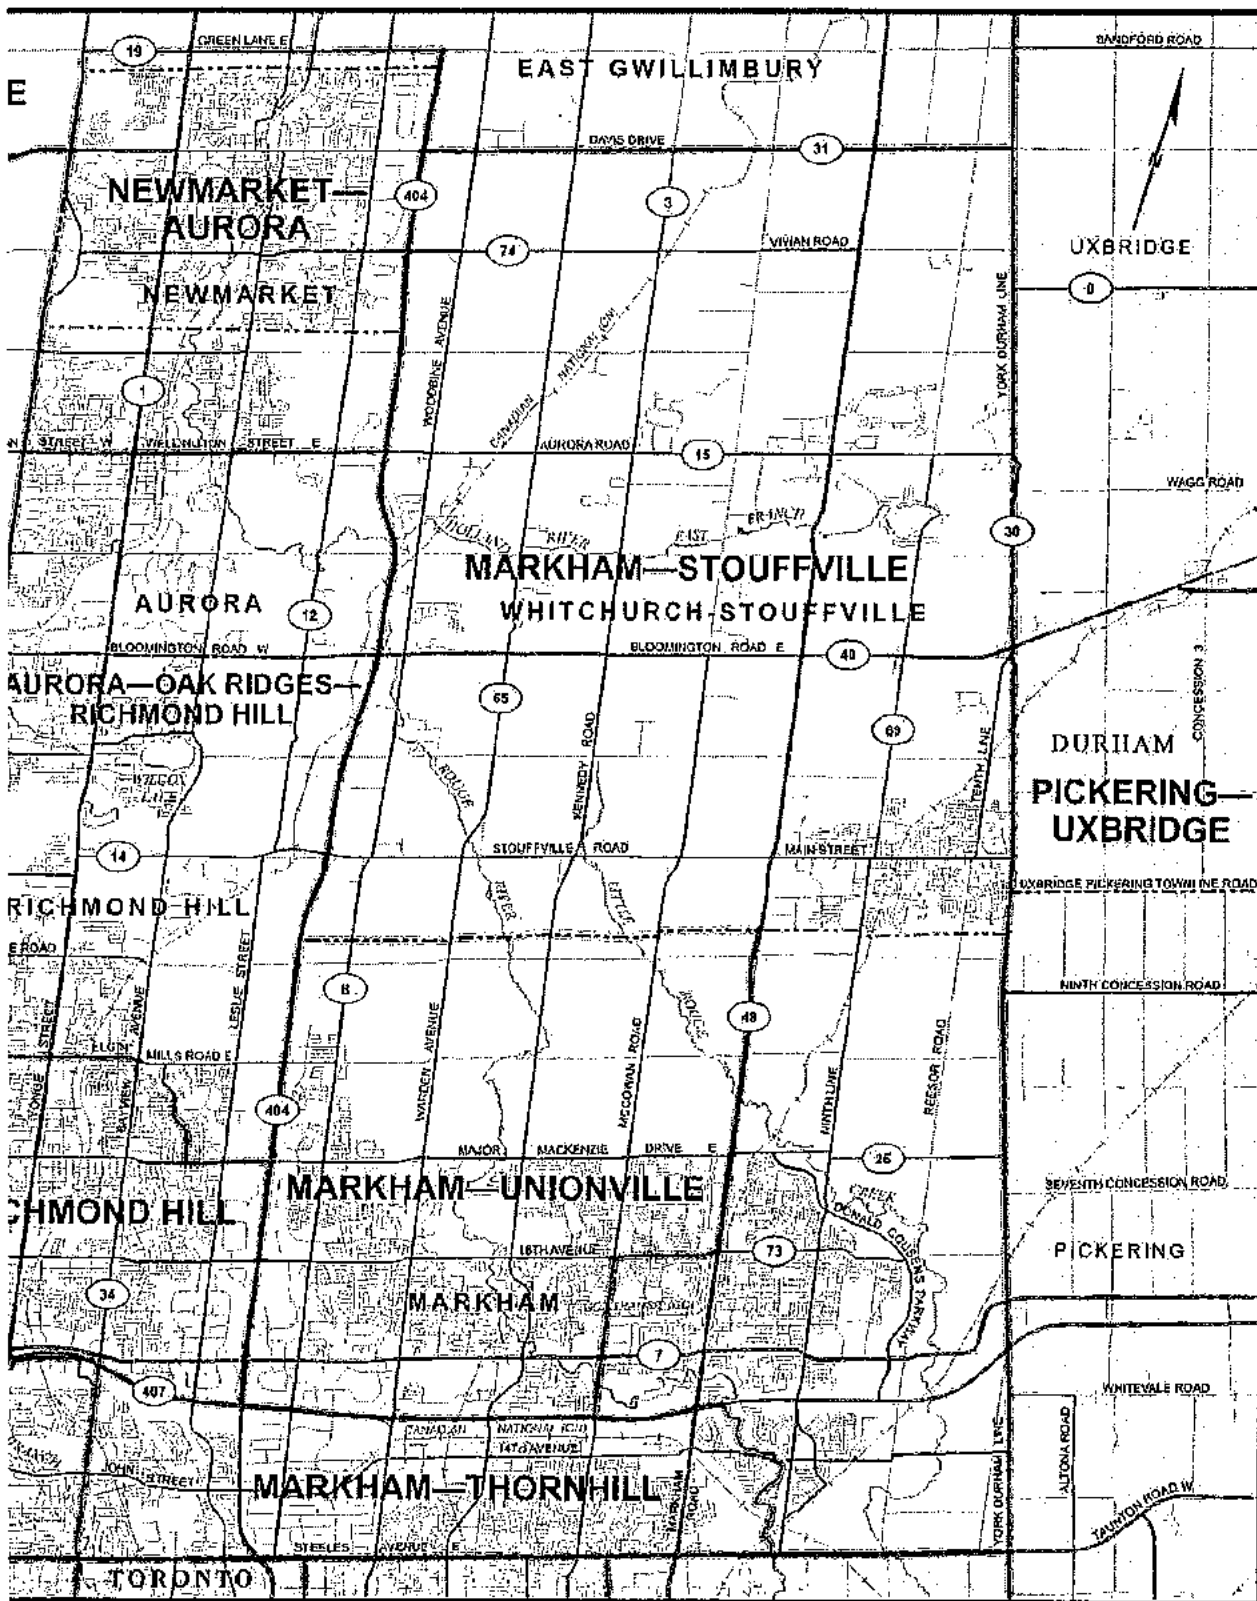 19
GREEN LANE E
SANDFORD ROAD
EAST GWILLIMBURY
E
DAVIS DRIVE
31
N
NEWMARKET—
AURORA
404
3
74
VIVIAN ROAD
UXBRIDGE
NEWMARKET
WOODBINE AVENUE
CANADIAN NATIONAL (CN)
YORK DURHAM LINE
1
STREET W
WELLINGTON STREET E
AURORA ROAD
15
WAGG ROAD
HOLLAND RIVER EAST BRANCH
30
MARKHAM—STOUFFVILLE
WHITCHURCH-STOUFFVILLE
AURORA
12
BLOOMINGTON ROAD W
BLOOMINGTON ROAD E
40
CONCESSION 3
AURORA—OAK RIDGES—
RICHMOND HILL
65
69
KENNEDY ROAD
TENTH LINE
DURHAM
WILCOX
LAKE
ROUGE
RIVER
PICKERING—
UXBRIDGE
14
STOUFFVILLE ROAD
MAIN STREET
LITTLE
ROUGE
CREEK
UXBRIDGE PICKERING TOWNLINE ROAD
RICHMOND HILL
E ROAD
LESLIE STREET
8
NINTH CONCESSION ROAD
48
YONGE STREET
BAYVIEW AVENUE
ELGIN
MILLS ROAD E
WARDEN AVENUE
MCCOWAN ROAD
NINTH LINE
REESOR ROAD
404
MAJOR MACKENZIE DRIVE E
25
MARKHAM—UNIONVILLE
SEVENTH CONCESSION ROAD
CHMOND HILL
DONALD COUSENS PARKWAY
16TH AVENUE
73
PICKERING
34
MARKHAM
7
407
WHITEVALE ROAD
CANADIAN NATIONAL (CN)
14TH AVENUE
ALTONA ROAD
JOHN STREET
MARKHAM—THORNHILL
MARKHAM ROAD
YORK DURHAM LINE
TAUNTON ROAD W
STEELES AVENUE E
TORONTO